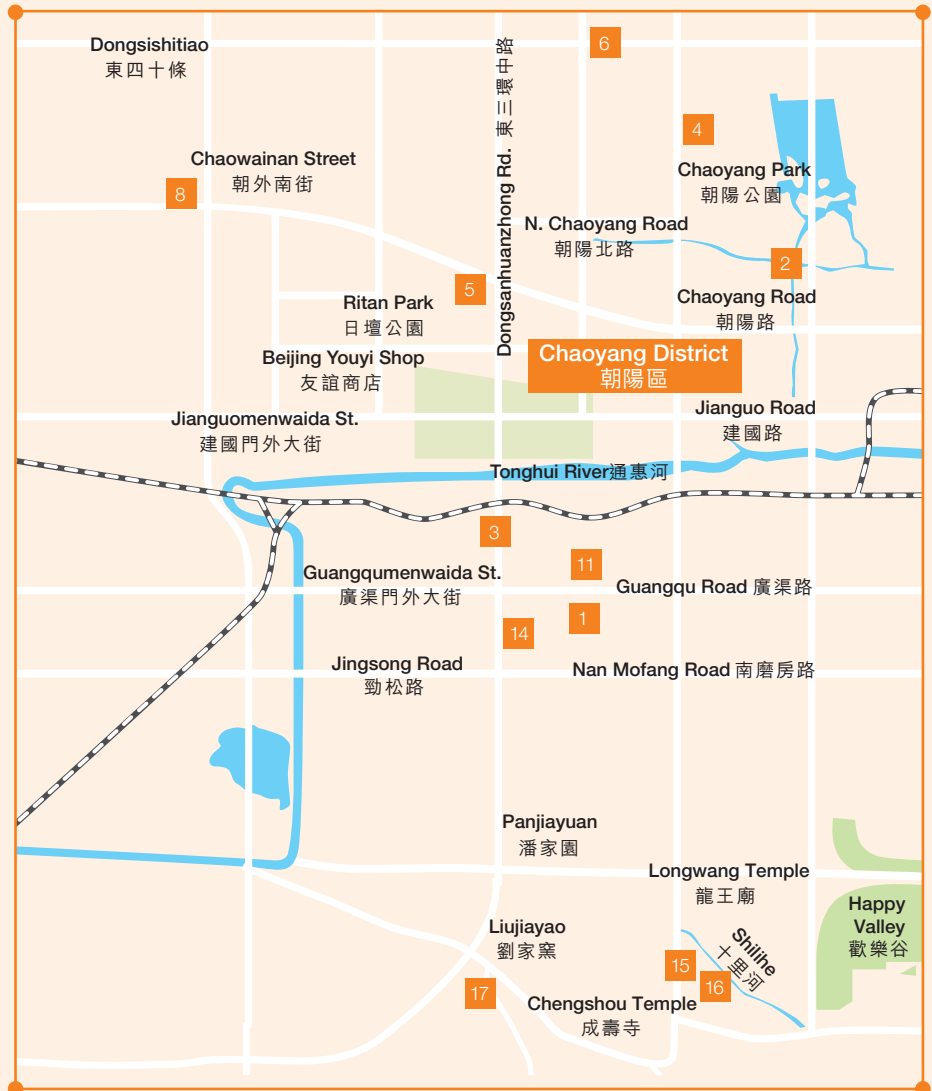 Dongsishitiao
東四十條
6
Dongsanhuanzhong Rd. 東三環中路
4
Chaowainan Street
朝外南街
8
Chaoyang Park
朝陽公園
N. Chaoyang Road
朝陽北路
2
5
Ritan Park
日壇公園
Chaoyang Road
朝陽路
Beijing Youyi Shop
友誼商店
Chaoyang District
朝陽區
Jianguomenwaida St.
建國門外大街
Jianguo Road
建國路
Tonghui River通惠河
3
11
Guangqumenwaida St.
廣渠門外大街
Guangqu Road 廣渠路
1
14
Jingsong Road
勁松路
Nan Mofang Road 南磨房路
Panjiayuan
潘家園
Longwang Temple
龍王廟
Happy
Valley
歡樂谷
Liujiayao
劉家窯
Shilihe
十里河
15
16
17
Chengshou Temple
成壽寺